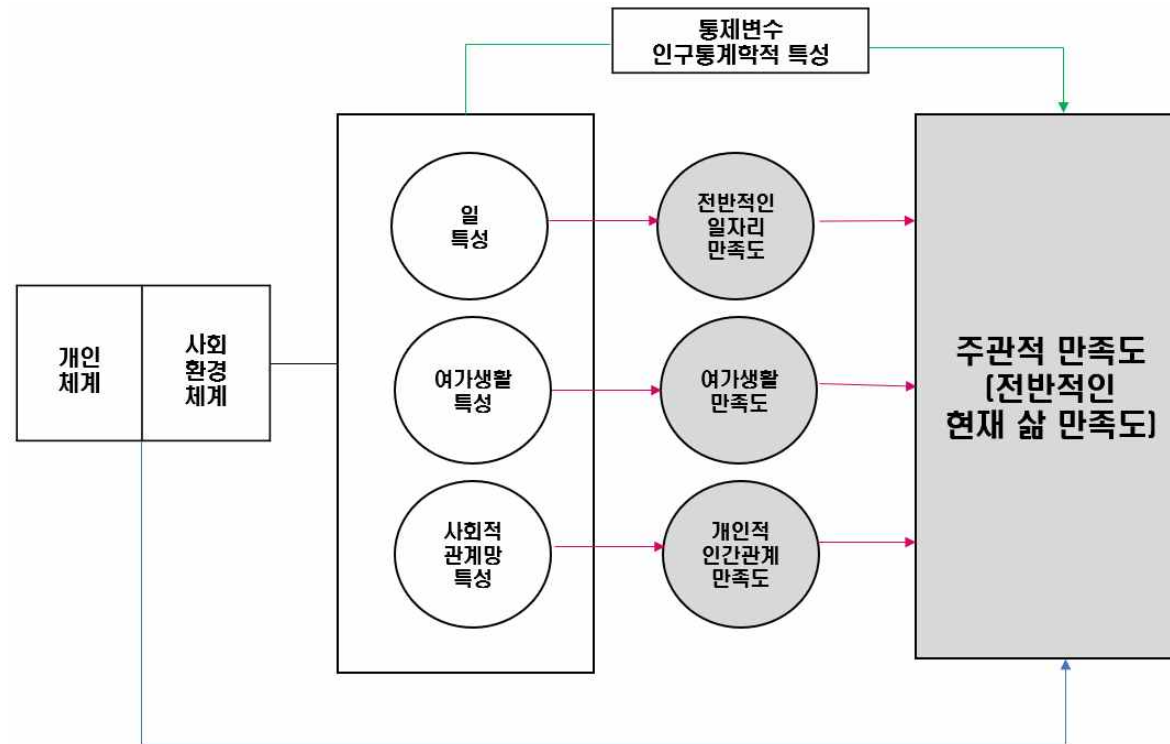 통제변수
인구통계학적 특성
일
특성
전반적인
일자리
만족도
개인
체계
사회
환경
체계
여가생활
특성
여가생활
만족도
주관적 만족도
(전반적인
현재 삶 만족도)
사회적
관계망
특성
개인적
인간관계
만족도